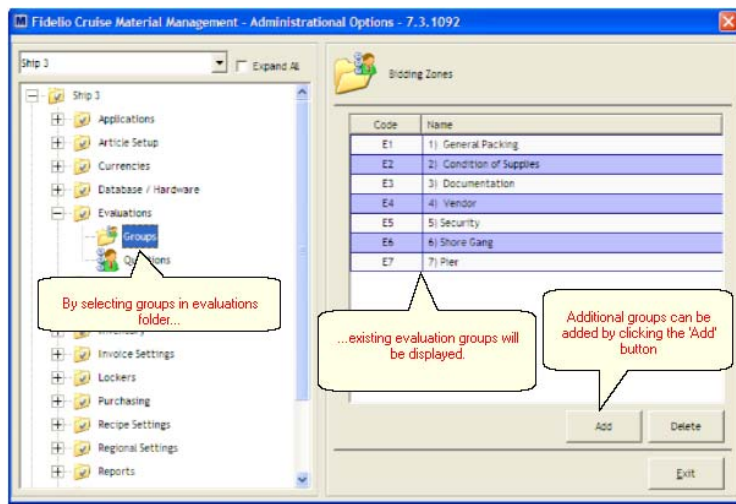 Fidelio Cruise Material Management - Administrational Options - 7.3.1092
Ship 3
Expand All
Bidding Zones
Ship 3
Applications
Article Setup
Currencies
Database / Hardware
Evaluations
Groups
By selecting groups in evaluations
folder...
Invoice Settings
Lockers
Purchasing
Recipe Settings
Regional Settings
Reports
Code Name
E1 1) General Packing
E2 2) Condition of Supplies
E3 3) Documentation
E4 4) Vendor
E5 5) Security
E6 6) Shore Gang
E7 7) Pier
...existing evaluation groups will
be displayed.
Additional groups can be
added by clicking the 'Add'
button
Add Delete
Exit